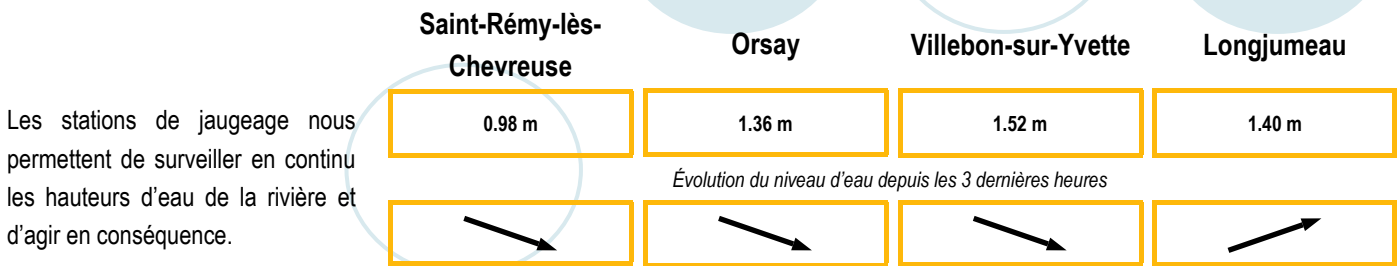 Saint-Rémy-lès-
Chevreuse
Orsay
Villebon-sur-Yvette
Longjumeau
Les stations de jaugeage nous
permettent de surveiller en continu
les hauteurs d'eau de la rivière et
d'agir en conséquence.
0.98 m
1.36 m
1.52 m
1.40 m
Évolution du niveau d'eau depuis les 3 dernières heures